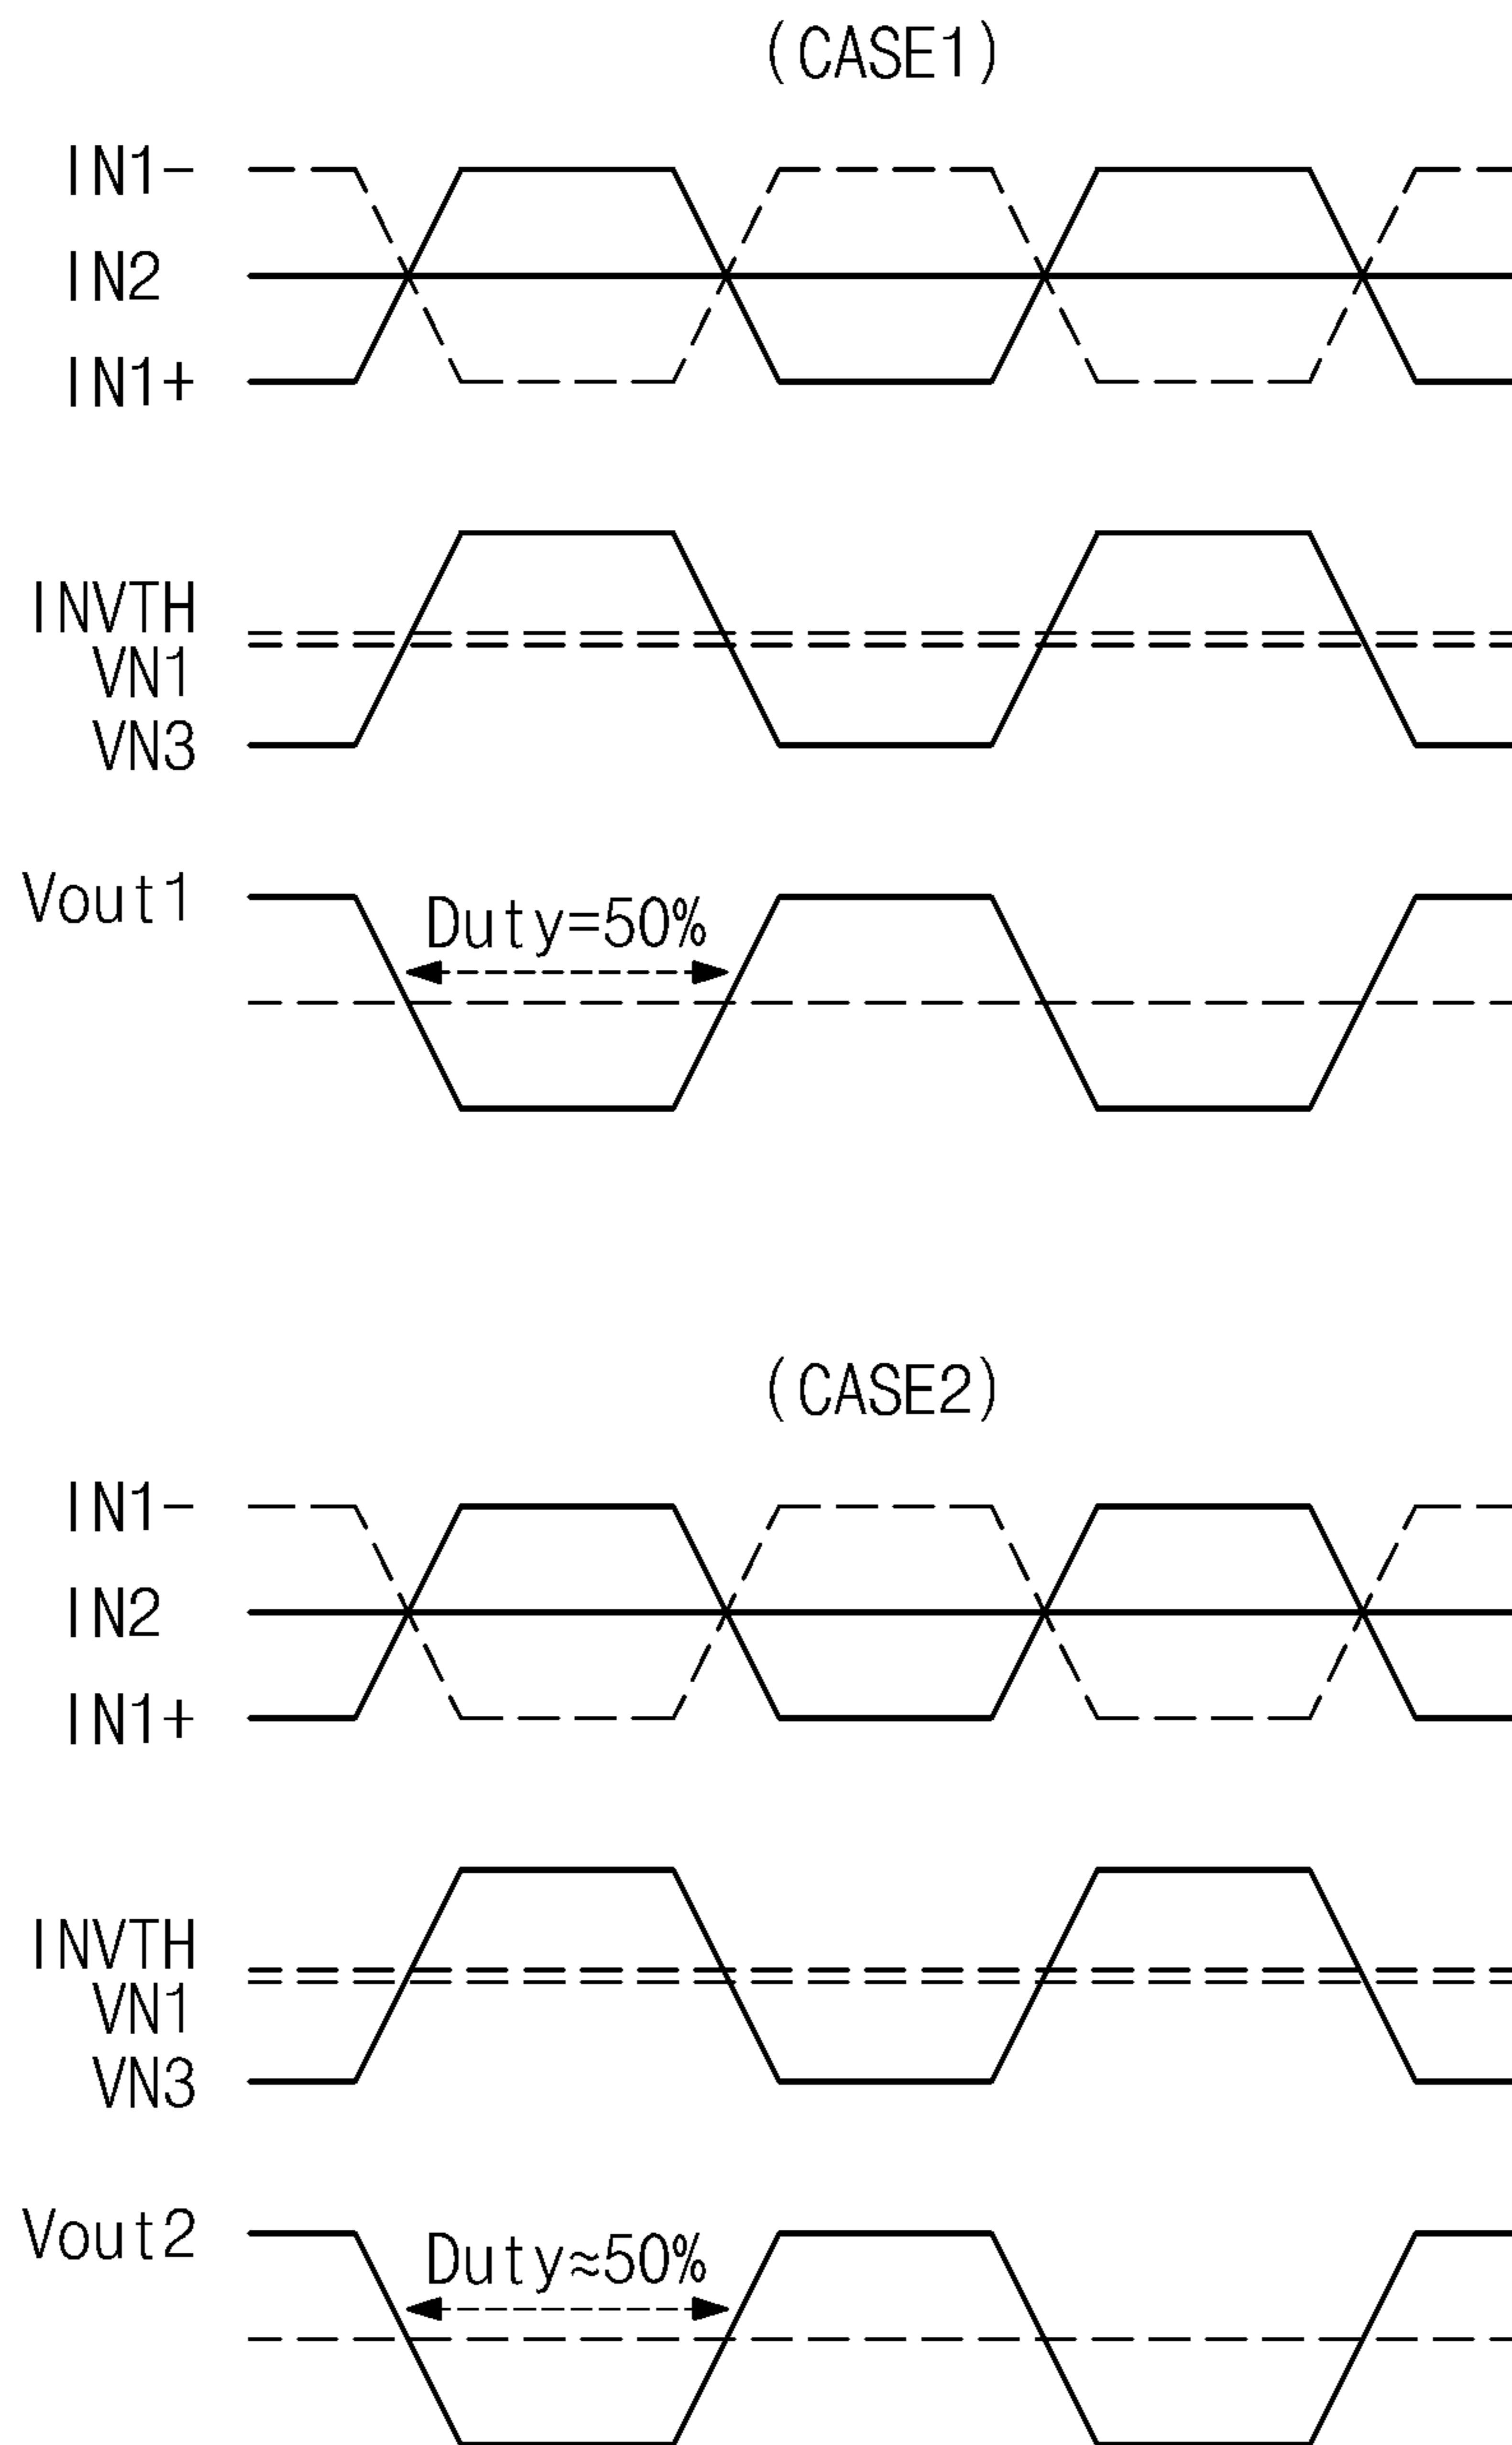 (CASE1)
IN1-
IN2
IN1+
INVTH
VN1
VN3
Vout1
Duty=50%
(CASE2)
IN1-
IN2
IN1+
INVTH
VN1
VN3
Vout2
Duty≈50%